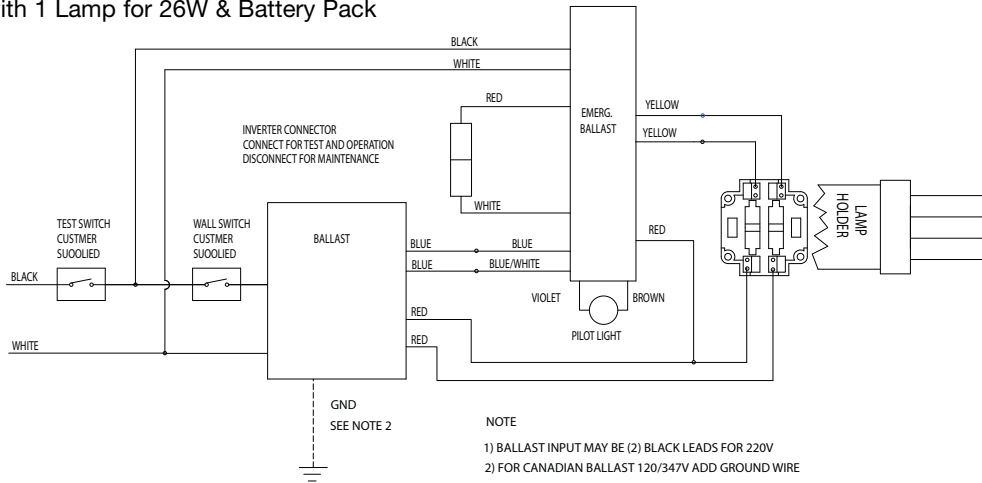 ith 1 Lamp for 26W & Battery Pack
BLACK
WHITE
RED
EMERG.
BALLAST
YELLOW
YELLOW
INVERTER CONNECTOR
CONNECT FOR TEST AND OPERATION
DISCONNECT FOR MAINTENANCE
WHITE
LAMP
HOLDER
TEST SWITCH
CUSTMER
SUOOLIED
WALL SWITCH
CUSTMER
SUOOLIED
BALLAST
BLUE
BLUE
RED
BLUE
BLUE/WHITE
BLACK
VIOLET
BROWN
RED
PILOT LIGHT
RED
WHITE
GND
SEE NOTE 2
NOTE
1) BALLAST INPUT MAY BE (2) BLACK LEADS FOR 220V
2) FOR CANADIAN BALLAST 120/347V ADD GROUND WIRE